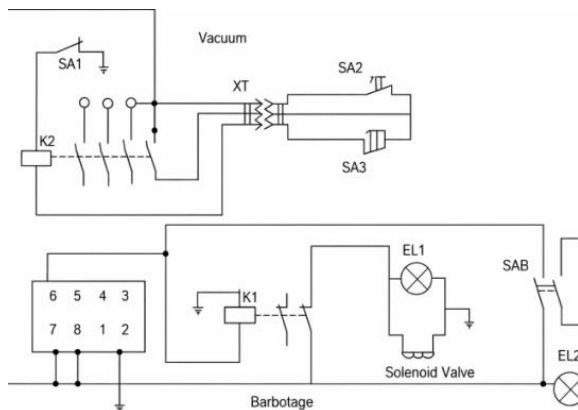 Vacuum
SA1
XT
SA2
K2
SA3
EL1
SAB
6 5 4 3
K1
7 8 1 2
Solenoid Valve
EL2
Barbotage